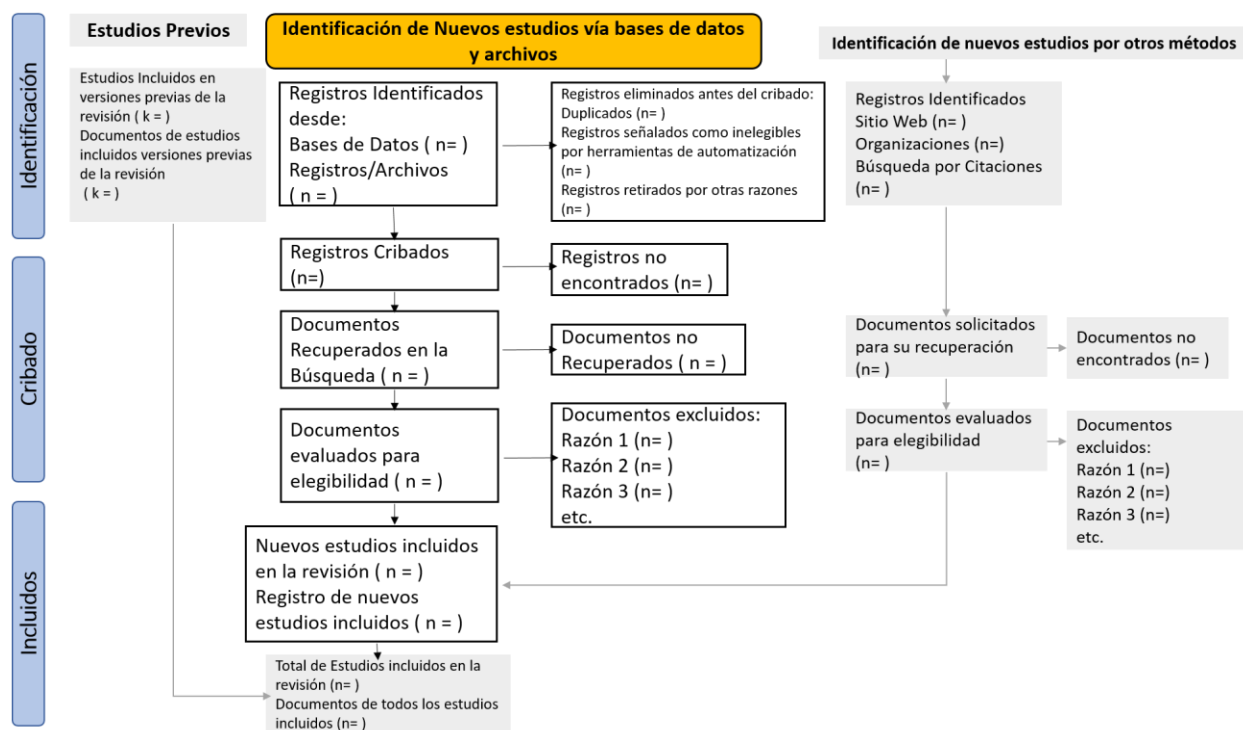 Estudios Previos
Identificación de Nuevos estudios vía bases de datos
y archivos
Identificación de nuevos estudios por otros métodos
Identificación
Estudios Incluidos en
versiones previas de la
revisión ( k = )
Documentos de estudios
incluidos versiones previas
de la revisión
( k = )
Registros Identificados
desde:
Bases de Datos ( n= )
Registros/Archivos
( n = )
Registros eliminados antes del cribado:
Duplicados (n= )
Registros señalados como inelegibles
por herramientas de automatización
(n= )
Registros retirados por otras razones
(n= )
Registros Identificados
Sitio Web (n= )
Organizaciones (n=)
Búsqueda por Citaciones
(n= )
Cribado
Registros Cribados
(n=)
Registros no
encontrados (n= )
Documentos
Recuperados en la
Búsqueda ( n = )
Documentos no
Recuperados ( n = )
Documentos solicitados
para su recuperación
(n= )
Documentos no
encontrados (n= )
Documentos
evaluados para
elegibilidad ( n = )
Documentos excluidos:
Razón 1 (n= )
Razón 2 (n= )
Razón 3 (n= )
etc.
Documentos evaluados
para elegibilidad
(n= )
Documentos
excluidos:
Razón 1 (n=)
Razón 2 (n=)
Razón 3 (n=)
etc.
Incluidos
Nuevos estudios incluidos
en la revisión ( n = )
Registro de nuevos
estudios incluidos ( n = )
Total de Estudios incluidos en la
revisión (n= )
Documentos de todos los estudios
incluidos (n= )